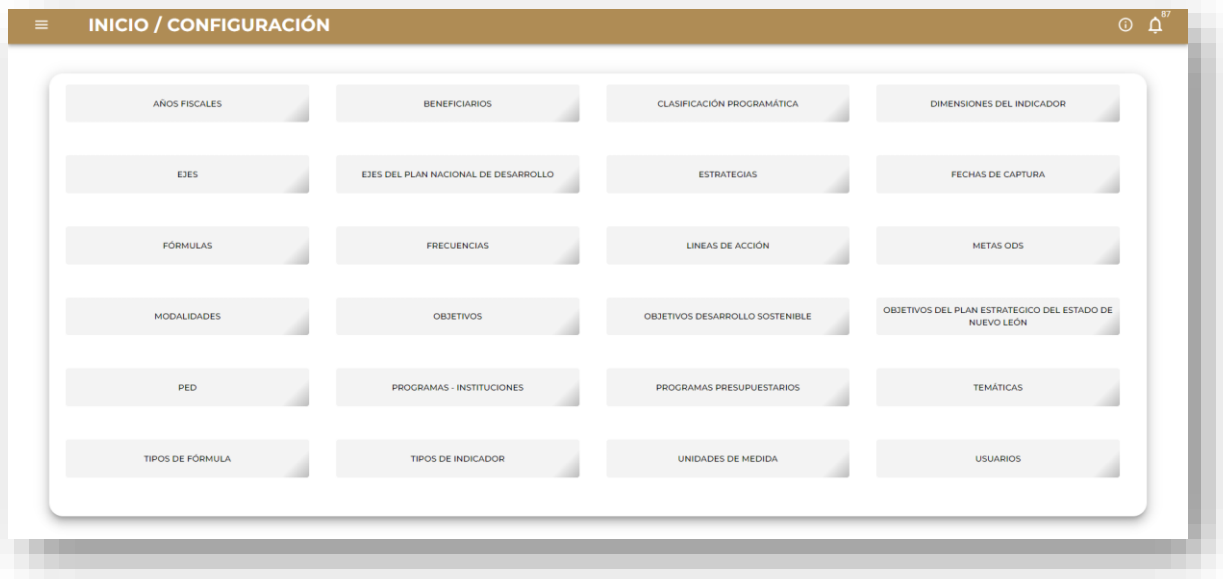 INICIO / CONFIGURACIÓN
87
AÑOS FISCALES
BENEFICIARIOS
CLASIFICACIÓN PROGRAMÁTICA
DIMENSIONES DEL INDICADOR
EJES
EJES DEL PLAN NACIONAL DE DESARROLLO
ESTRATEGIAS
FECHAS DE CAPTURA
FÓRMULAS
FRECUENCIAS
LINEAS DE ACCIÓN
METAS ODS
MODALIDADES
OBJETIVOS
OBJETIVOS DESARROLLO SOSTENIBLE
OBJETIVOS DEL PLAN ESTRATEGICO DEL ESTADO DE
NUEVO LEÓN
PED
PROGRAMAS - INSTITUCIONES
PROGRAMAS PRESUPUESTARIOS
TEMÁTICAS
TIPOS DE FÓRMULA
TIPOS DE INDICADOR
UNIDADES DE MEDIDA
USUARIOS